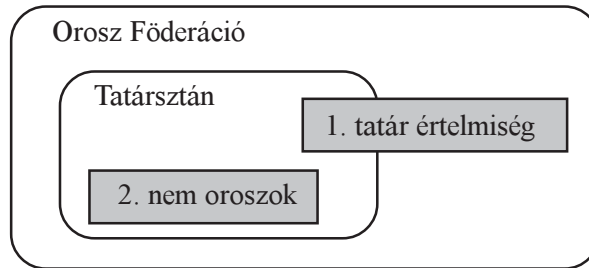 Orosz Föderáció
Tatársztán
1. tatár értelmiség
2. nem oroszok